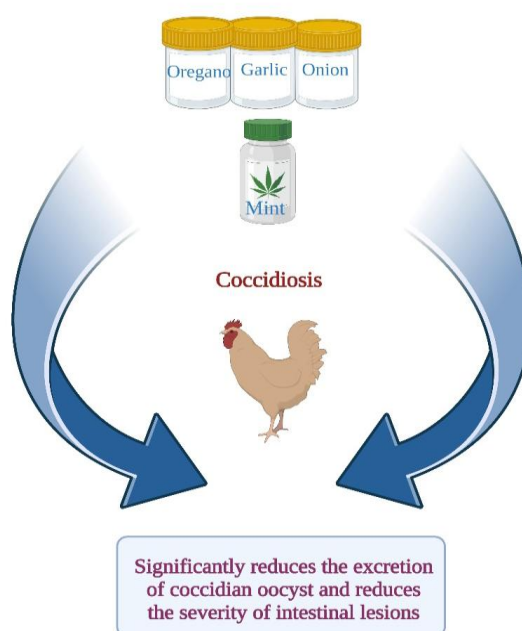 Oregano Garlic Onion
Mint
Coccidiosis
Significantly reduces the excretion
of coccidian oocyst and reduces
the severity of intestinal lesions